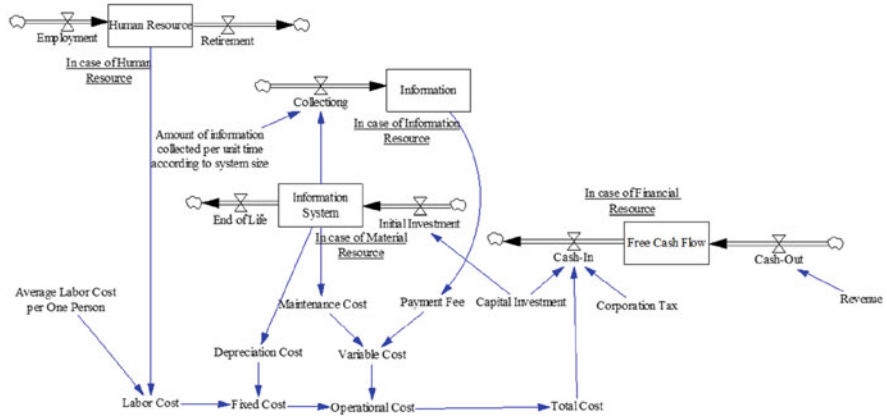 Human Resource
Employment
Retirement
In case of Human
Resource
Collectiong
Information
In case of Information
Resource
Amount of information
collected per unit time
according to system size
Information
System
End of Life
Initial Investment
In case of Material
Resource
In case of Financial
Resource
Free Cash Flow
Cash-In
Cash-Out
Average Labor Cost
per One Person
Maintenance Cost
Payment Fee
Capital Investment
Corporation Tax
Revenue
Depreciation Cost
Variable Cost
Labor Cost
Fixed Cost
Operational Cost
Total Cost